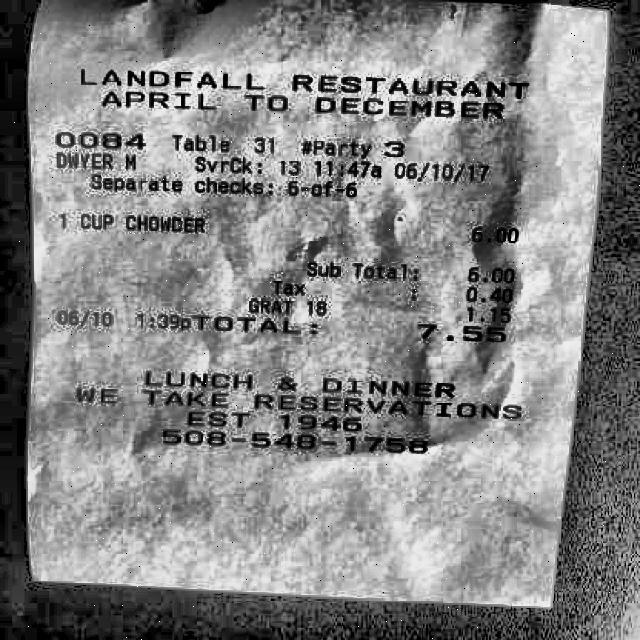 LANDFALL RESTAURANT
APRIL TO DECEMBER
0084 Table 31 #Party 3
DWYER M SvrCk: 13 11:47a 06/10/17
Separate checks: 6-of-6
1 CUP CHOWDER 6.00
Sub Total: 6.00
Tax : 0.40
GRAT 18 1.15
06/10 1:39pTOTAL: 7.55
LUNCH & DINNER
WE TAKE RESERVATIONS
EST 1946
508-548-1758